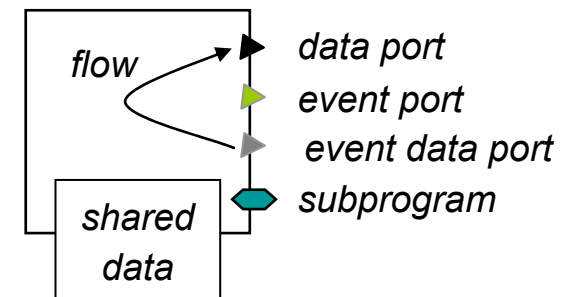 flow
data port
event port
event data port
subprogram
shared
data